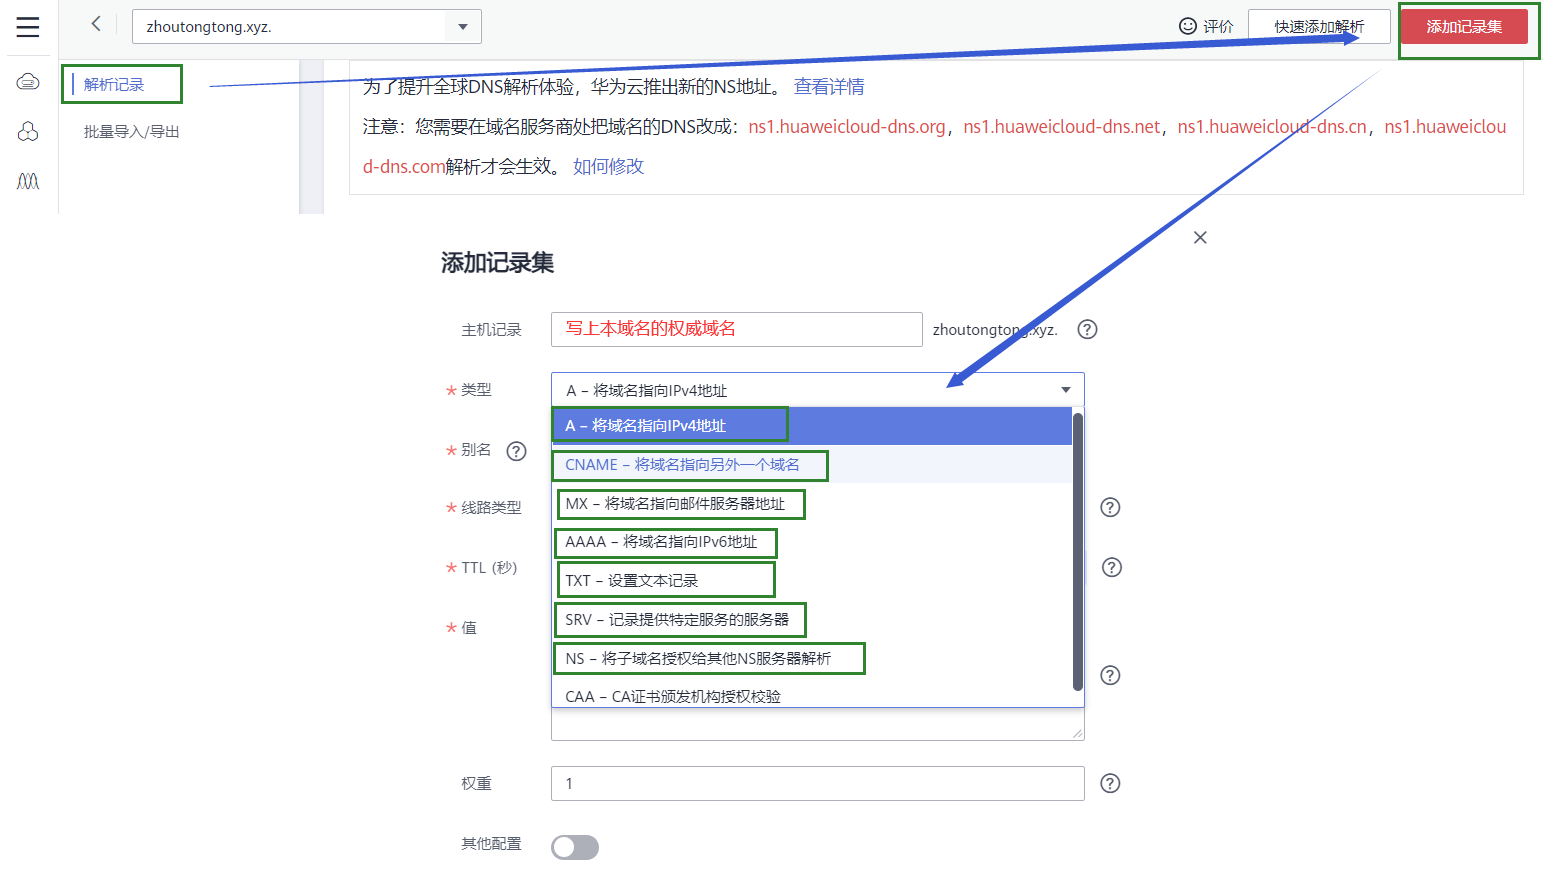 zhoutongtong.xyz.
评价
快速添加解析
添加记录集
解析记录
批量导入/导出
为了提升全球DNS解析体验，华为云推出新的NS地址。 查看详情
注意：您需要在域名服务商处把域名的DNS改成：ns1.huaweicloud-dns.org，ns1.huaweicloud-dns.net，ns1.huaweicloud-dns.cn，ns1.huaweiclou
d-dns.com解析才会生效。 如何修改
添加记录集
主机记录
写上本域名的权威域名
zhoutongtong.xyz.
★ 类型
A – 将域名指向IPv4地址
A – 将域名指向IPv4地址
★ 别名
CNAME – 将域名指向另外一个域名
★ 线路类型
MX – 将域名指向邮件服务器地址
AAAA – 将域名指向IPv6地址
★ TTL (秒)
TXT – 设置文本记录
★ 值
SRV – 记录提供特定服务的服务器
NS – 将子域名授权给其他NS服务器解析
CAA – CA证书颁发机构授权校验
权重
1
其他配置